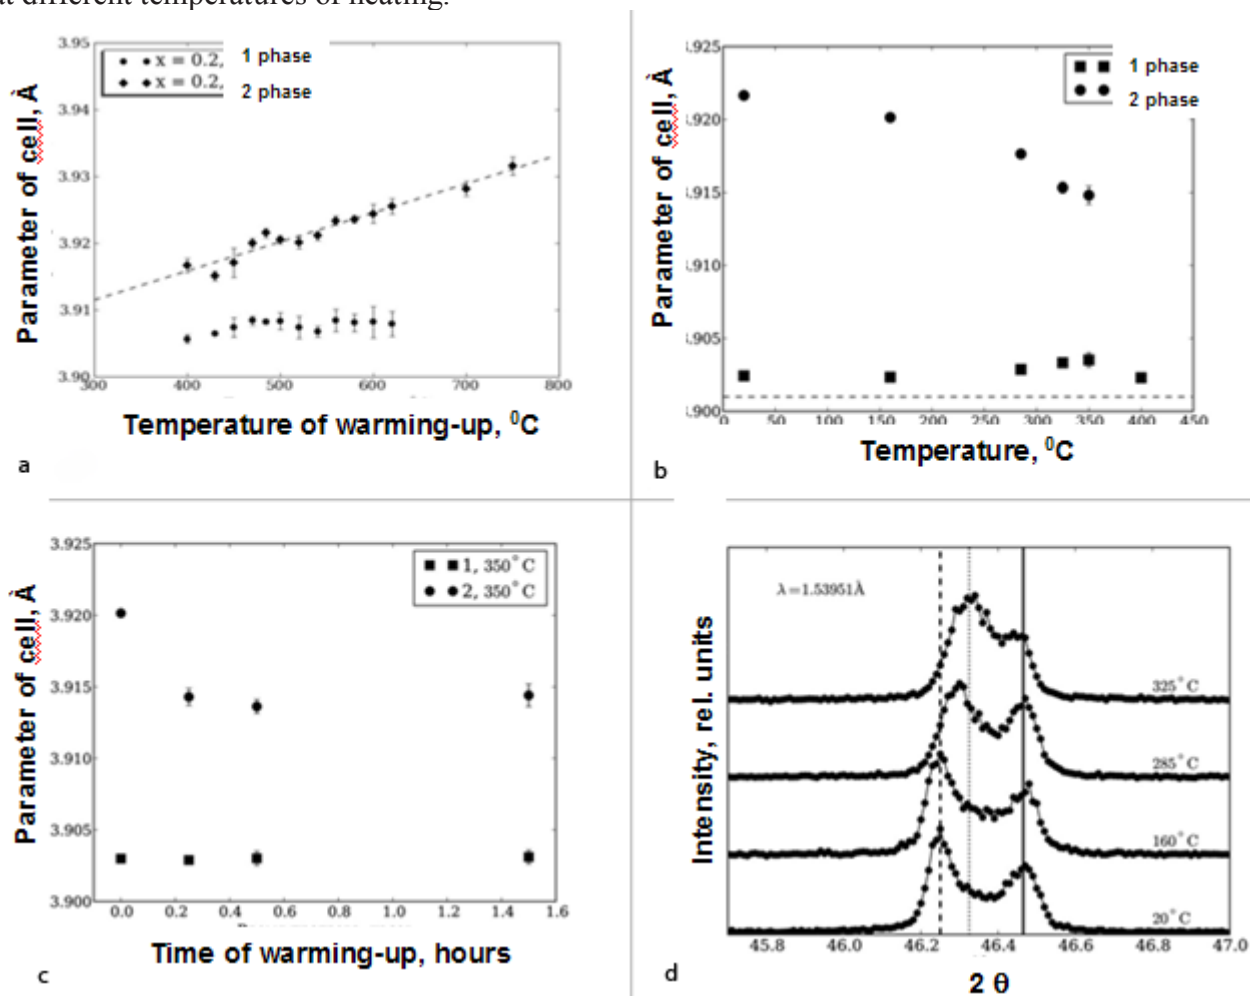 at different temperatures of heating.
3.95
3.94
3.93
3.92
3.91
3.90
x = 0.2, 1 phase
x = 0.2, 2 phase
Parameter of cell, Å
300 400 500 600 700 800
Temperature of warming-up, ⁰C
a
.925
.920
.915
.910
.905
.900
1 phase
2 phase
Parameter of cell, Å
0 50 100 150 200 250 300 350 400 450
Temperature, ⁰C
b
3.925
3.920
3.915
3.910
3.905
3.900
1, 350°C
2, 350°C
Parameter of cell, Å
0.0 0.2 0.4 0.6 0.8 1.0 1.2 1.4 1.6
Time of warming-up, hours
c
λ=1.53951Å
325°C
285°C
160°C
20°C
Intensity, rel. units
45.8 46.0 46.2 46.4 46.6 46.8 47.0
2 θ
d